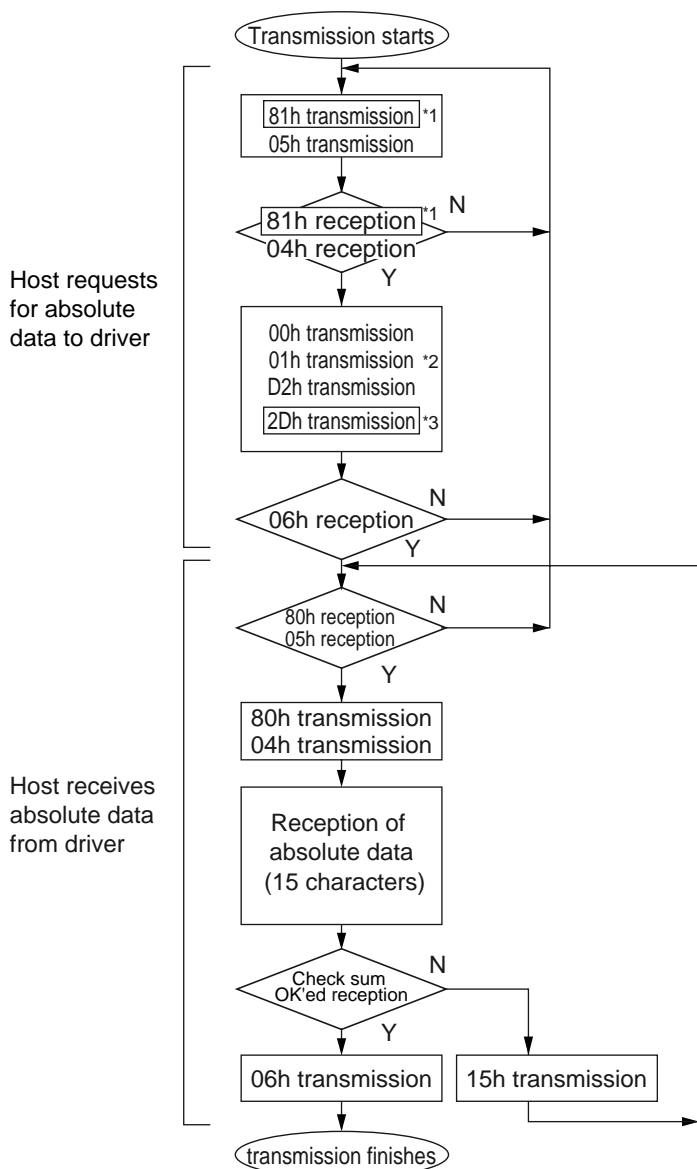 Transmission starts
81h transmission *1
05h transmission
81h reception *1
04h reception
N
Y
Host requests
for absolute
data to driver
00h transmission
01h transmission *2
D2h transmission
2Dh transmission *3
06h reception
N
Y
80h reception
05h reception
N
Y
80h transmission
04h transmission
Host receives
absolute data
from driver
Reception of
absolute data
(15 characters)
Check sum
OK'ed reception
N
Y
06h transmission
15h transmission
transmission finishes